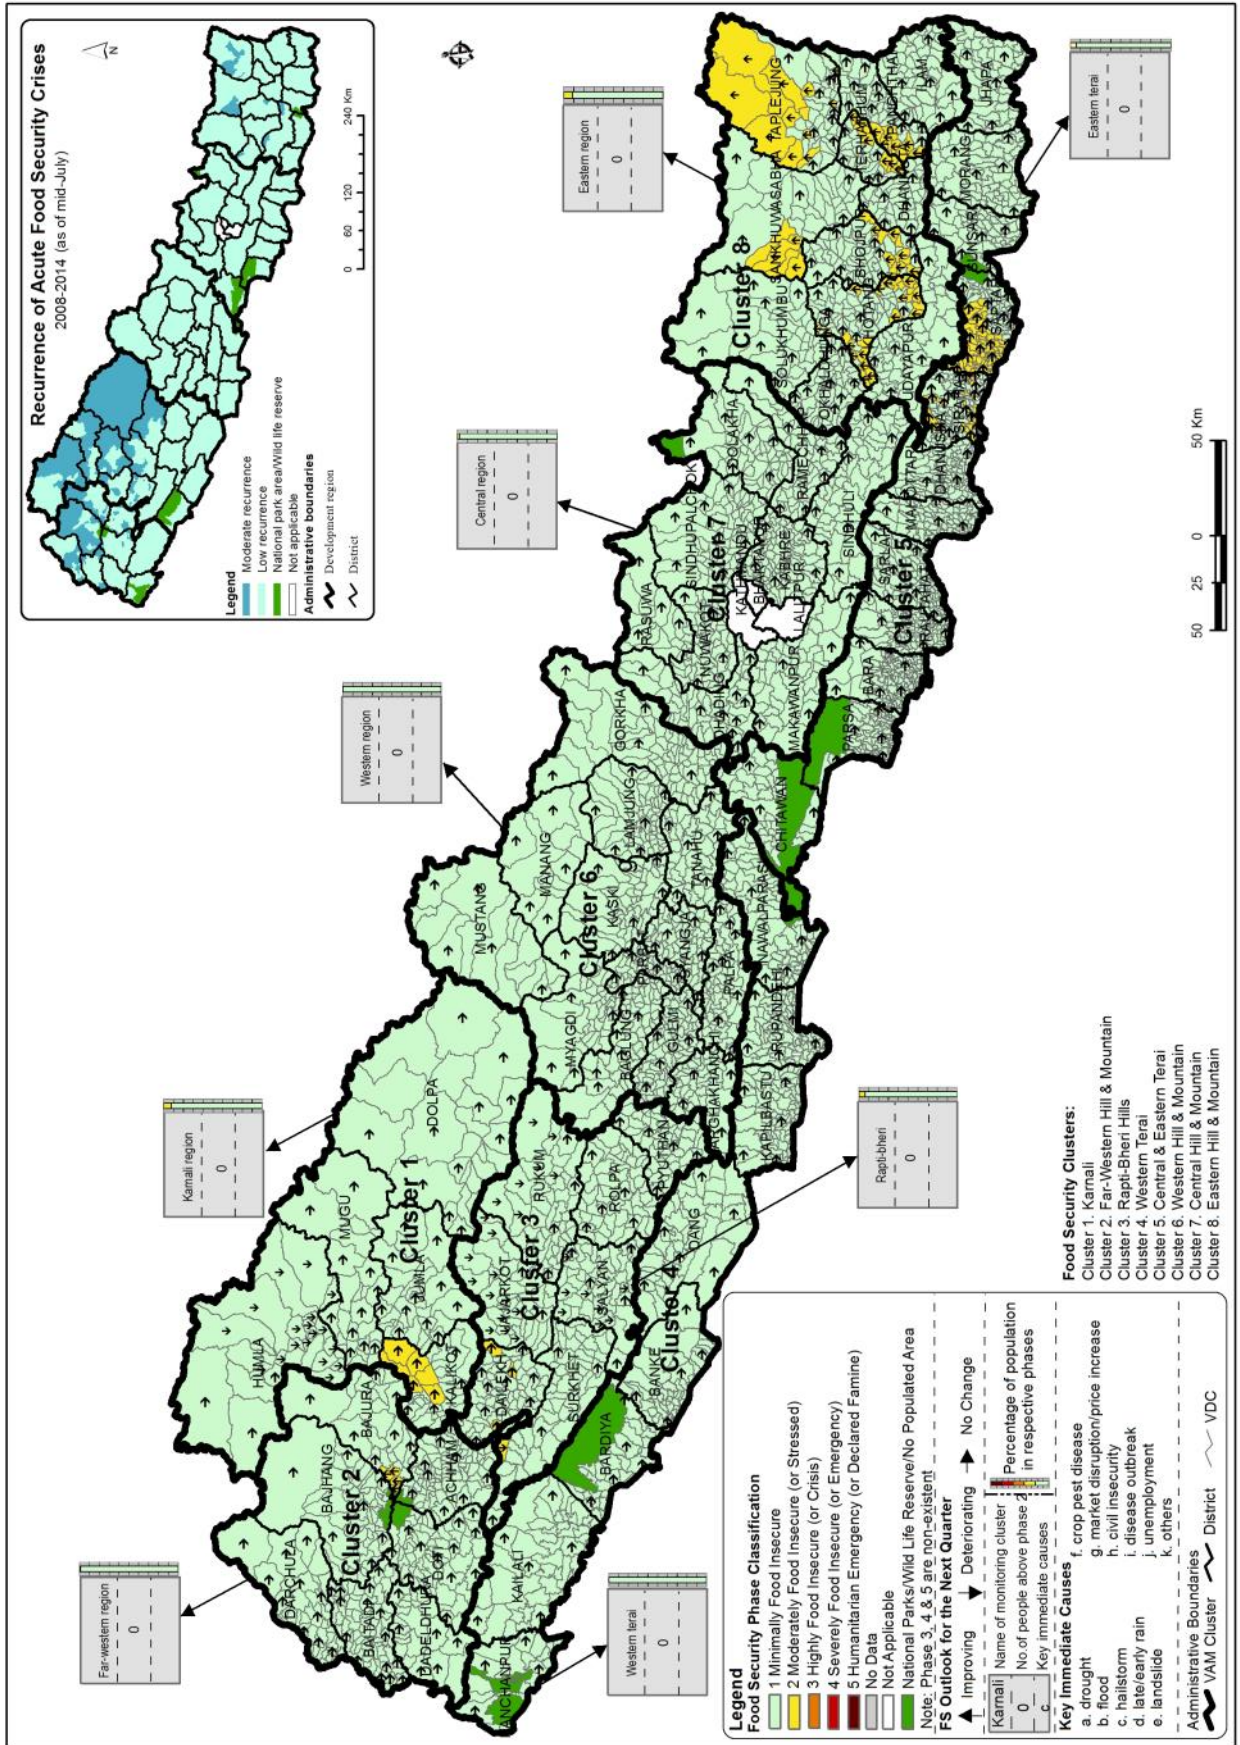 Recurrence of Acute Food Security Crises
2008-2014 (as of mid-July)
N
Legend
Moderate recurrence
Low recurrence
National park area/Wild life reserve
Not applicable
Administrative boundaries
Development region
District
0 60 120 240 Km
Far-western region
0
Karnali region
0
Western region
0
Central region
0
Eastern region
0
Western terai
0
Rapti-bheri
0
Eastern terai
0
HUMLA
DARCHULA
BAJHANG
BAJURA
MUGU
Cluster 2
BAITADI
DADELDHURA
DOTI
ACHHAM
KALIKOT
JUMLA
Cluster 1
DOLPA
KAILALI
DAILEKH
JAJARKOT
RUKUM
Cluster 3
SURKHET
SALYAN
ROLPA
PYUTHAN
BARDIYA
BANKE
Cluster 4
DANG
MUSTANG
MANANG
MYAGDI
Cluster 6
KASKI
LAMJUNG
GORKHA
BAGLUNG
PARBAT
GULMI
SYANGJA
TANAHU
ARGHAKHANCHI
PALPA
KAPILBASTU
RUPANDEHI
NAWALPARASI
CHITAWAN
RASUWA
NUWAKOT
SINDHUPALCHOK
DOLAKHA
Cluster 7
MAKAWANPUR
LALITPUR
RAMECHHAP
SINDHULI
PARSA
BARA
SARLAHI
Cluster 5
DHANUSHA
Cluster 8
SOLUKHUMBU
SANKHUWASABHA
TAPLEJUNG
OKHALDHUNGA
KHOTANG
BHOJPUR
TERHATHUM
PANCHTHAR
UDAYAPUR
ILAM
SUNSARI
MORANG
JHAPA
Legend
Food Security Phase Classification
1 Minimally Food Insecure
2 Moderately Food Insecure (or Stressed)
3 Highly Food Insecure (or Crisis)
4 Severely Food Insecure (or Emergency)
5 Humanitarian Emergency (or Declared Famine)
No Data
Not Applicable
National Parks/Wild Life Reserve/No Populated Area
Note: Phase 3, 4 & 5 are non-existent
FS Outlook for the Next Quarter
Improving Deteriorating No Change
Karnali Name of monitoring cluster
0 No.of people above phase 2
c Key immediate causes
Percentage of population
in respective phases
Key Immediate Causes
a. drought
b. flood
c. hailstorm
d. late/early rain
e. landslide
f. crop pest disease
g. market disruption/price increase
h. civil insecurity
i. disease outbreak
j. unemployment
k. others
Administrative Boundaries
VAM Cluster District VDC
Food Security Clusters:
Cluster 1. Karnali
Cluster 2. Far-Western Hill & Mountain
Cluster 3. Rapti-Bheri Hills
Cluster 4. Western Terai
Cluster 5. Central & Eastern Terai
Cluster 6. Western Hill & Mountain
Cluster 7. Central Hill & Mountain
Cluster 8. Eastern Hill & Mountain
50 25 0 50 Km